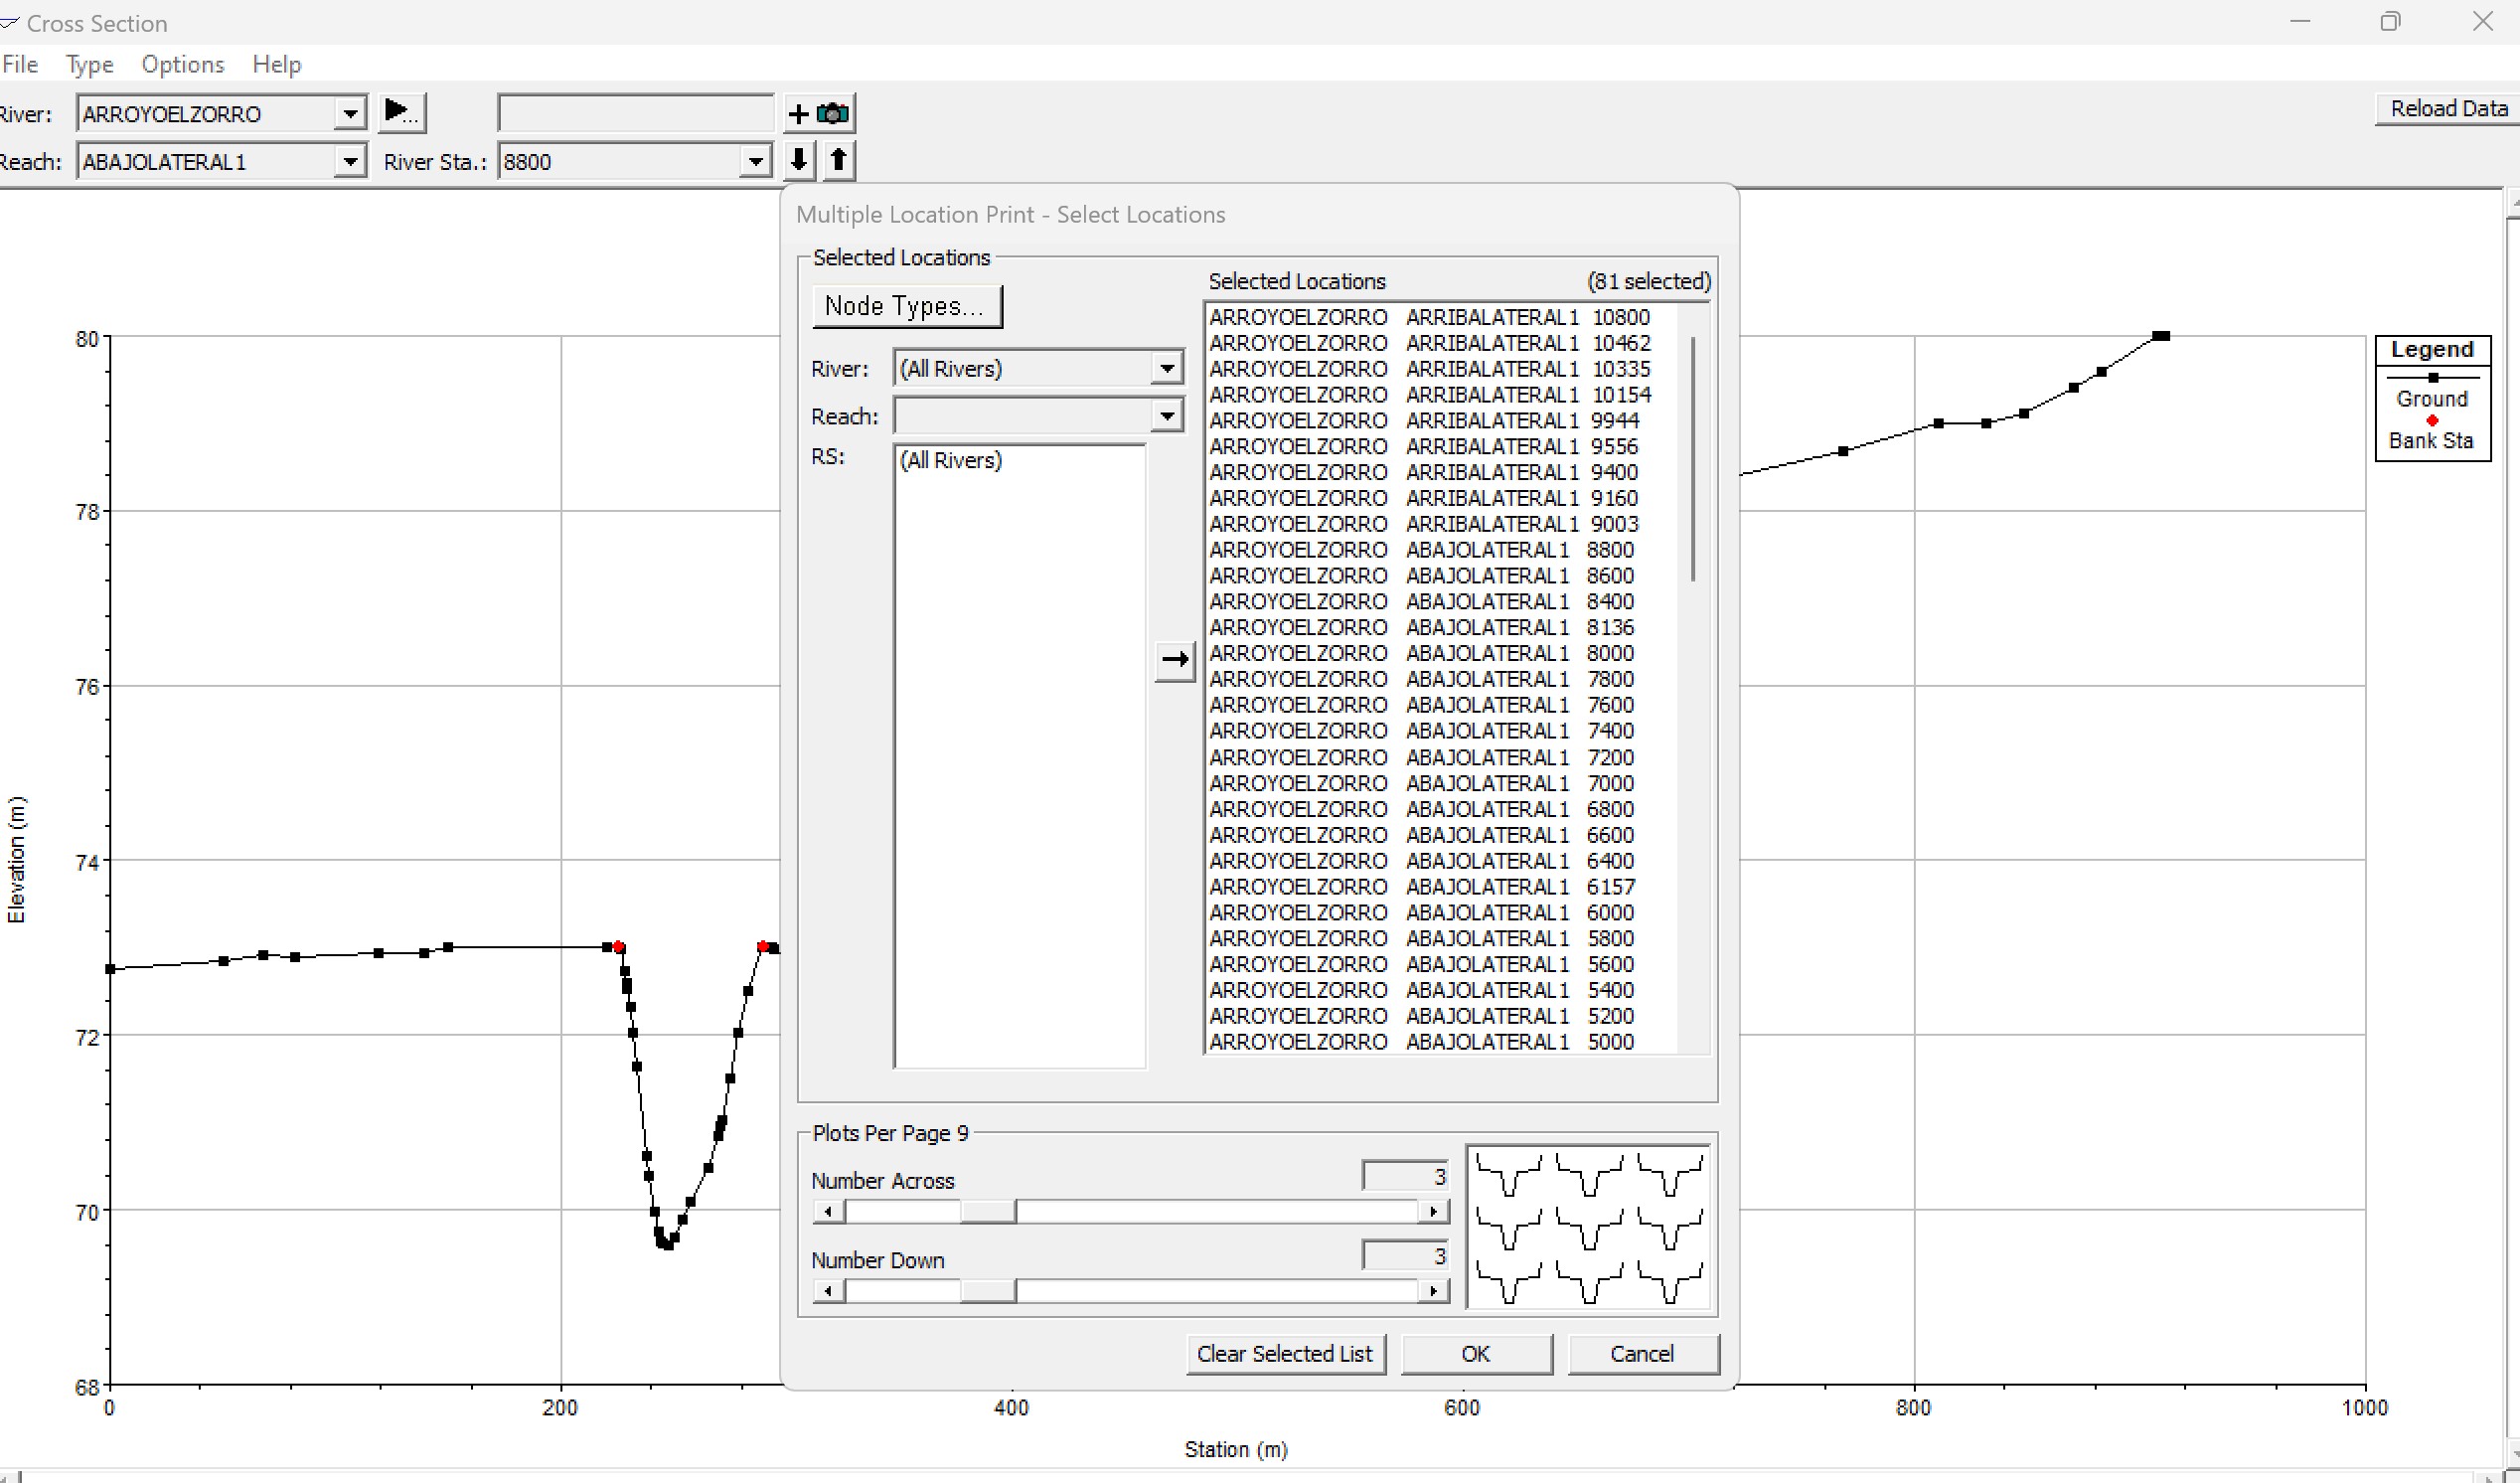 Cross Section
File Type Options Help
River: ARROYOELZORRO ...
Reload Data
Reach: ABAJOLATERAL1 River Sta.: 8800
Multiple Location Print - Select Locations
Selected Locations
Node Types...
River: (All Rivers)
Reach:
RS: (All Rivers)
Selected Locations (81 selected)
ARROYOELZORRO ARRIBALATERAL1 10800
ARROYOELZORRO ARRIBALATERAL1 10462
ARROYOELZORRO ARRIBALATERAL1 10335
ARROYOELZORRO ARRIBALATERAL1 10154
ARROYOELZORRO ARRIBALATERAL1 9944
ARROYOELZORRO ARRIBALATERAL1 9556
ARROYOELZORRO ARRIBALATERAL1 9400
ARROYOELZORRO ARRIBALATERAL1 9160
ARROYOELZORRO ARRIBALATERAL1 9003
ARROYOELZORRO ABAJOLATERAL1 8800
ARROYOELZORRO ABAJOLATERAL1 8600
ARROYOELZORRO ABAJOLATERAL1 8400
ARROYOELZORRO ABAJOLATERAL1 8136
ARROYOELZORRO ABAJOLATERAL1 8000
ARROYOELZORRO ABAJOLATERAL1 7800
ARROYOELZORRO ABAJOLATERAL1 7600
ARROYOELZORRO ABAJOLATERAL1 7400
ARROYOELZORRO ABAJOLATERAL1 7200
ARROYOELZORRO ABAJOLATERAL1 7000
ARROYOELZORRO ABAJOLATERAL1 6800
ARROYOELZORRO ABAJOLATERAL1 6600
ARROYOELZORRO ABAJOLATERAL1 6400
ARROYOELZORRO ABAJOLATERAL1 6157
ARROYOELZORRO ABAJOLATERAL1 6000
ARROYOELZORRO ABAJOLATERAL1 5800
ARROYOELZORRO ABAJOLATERAL1 5600
ARROYOELZORRO ABAJOLATERAL1 5400
ARROYOELZORRO ABAJOLATERAL1 5200
ARROYOELZORRO ABAJOLATERAL1 5000
Plots Per Page 9
Number Across 3
Number Down 3
Clear Selected List OK Cancel
Legend
Ground
Bank Sta
80
78
76
74
72
70
68
Elevation (m)
0 200 400 600 800 1000
Station (m)